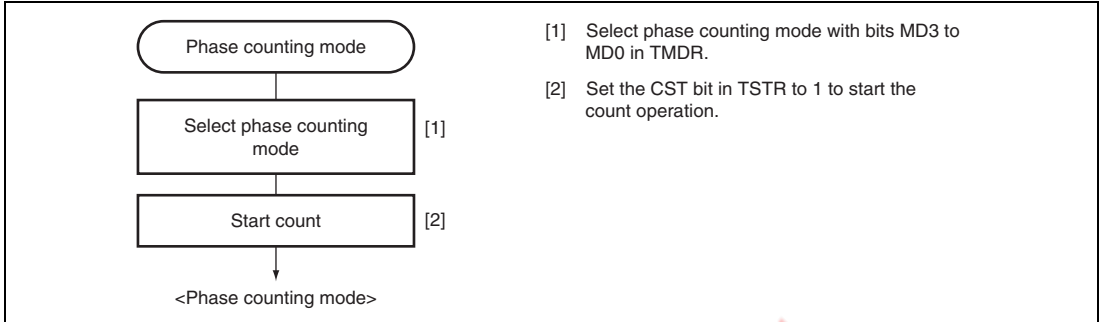 Phase counting mode
Select phase counting
mode
[1]
Start count
[2]
<Phase counting mode>
[1] Select phase counting mode with bits MD3 to
MD0 in TMDR.
[2] Set the CST bit in TSTR to 1 to start the
count operation.